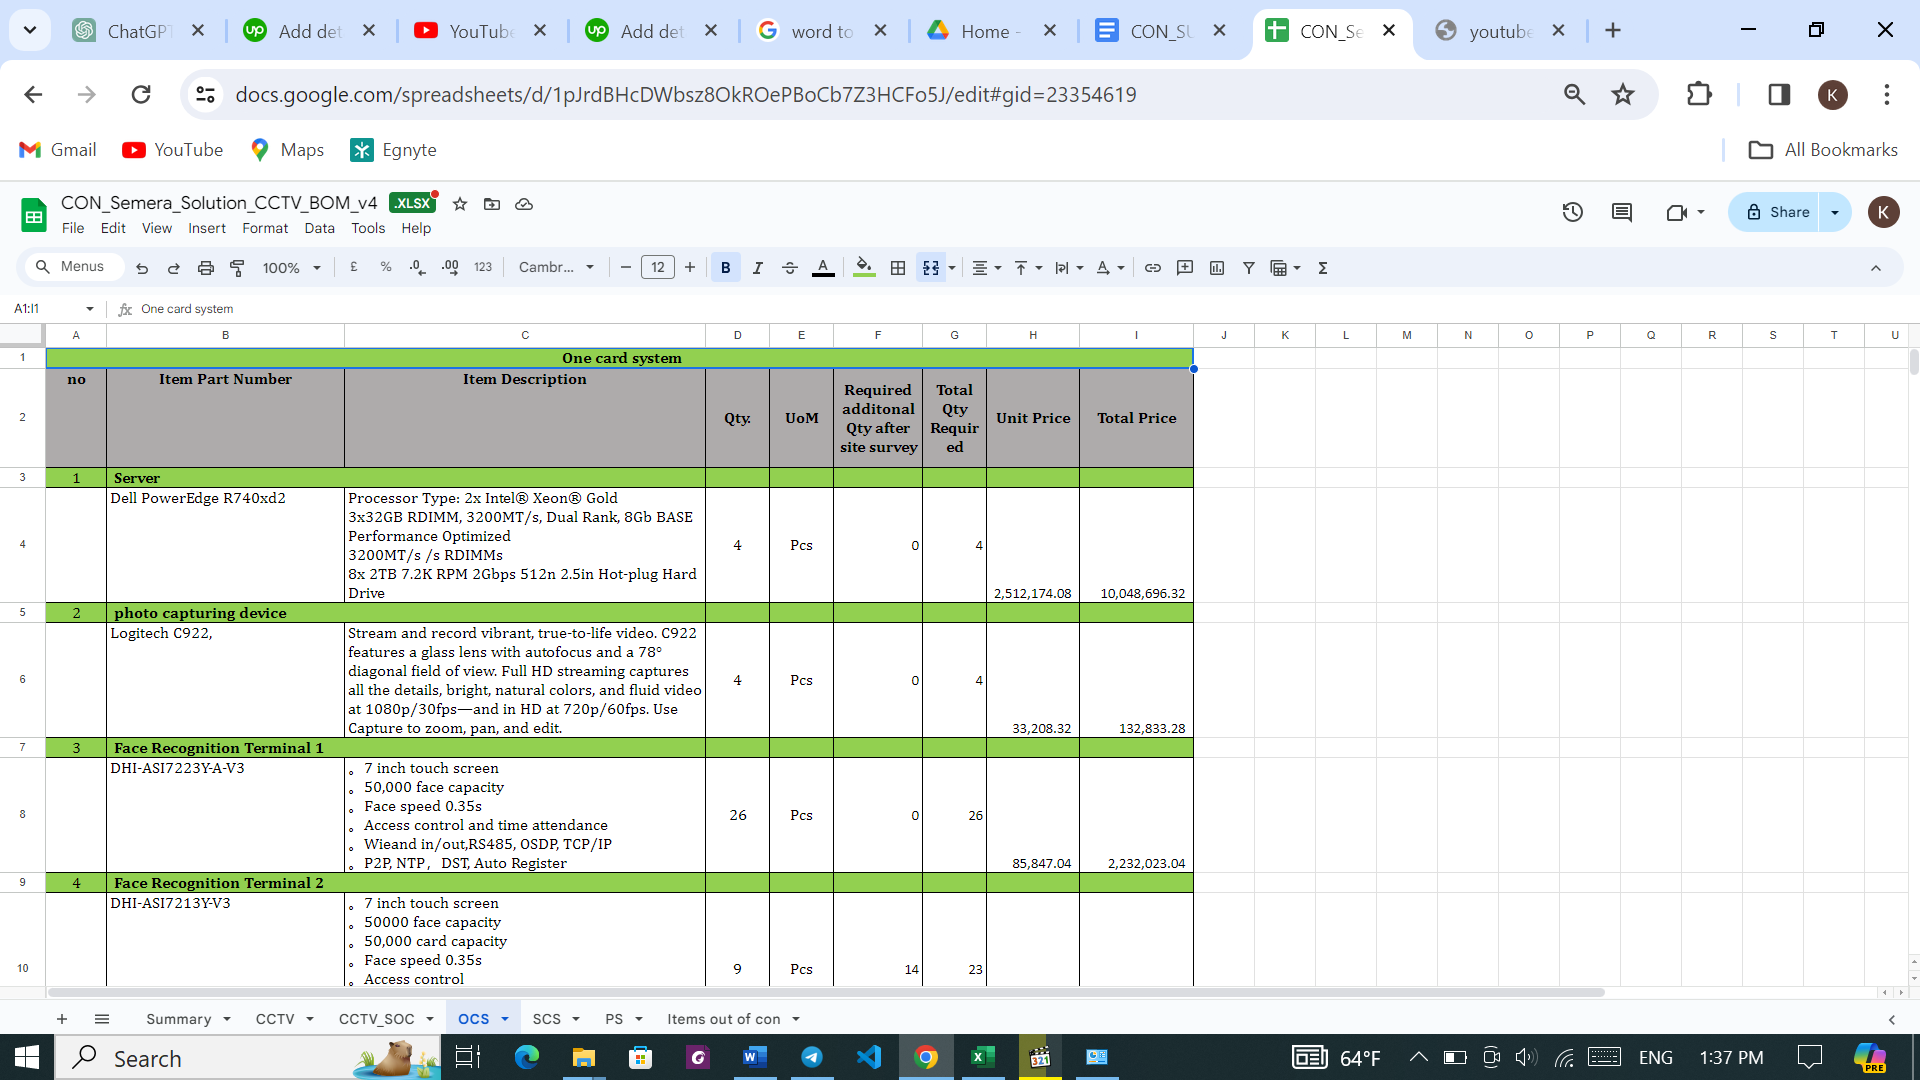 ChatGPT
Add det
YouTube
Add det
word to
Home -
CON_SU
CON_Se
youtube
docs.google.com/spreadsheets/d/1pJrdBHcDWbsz8OkROePBoCb7Z3HCFo5J/edit#gid=23354619
K
Gmail
YouTube
Maps
Egnyte
All Bookmarks
CON_Semera_Solution_CCTV_BOM_v4 .XLSX
File Edit View Insert Format Data Tools Help
Share
K
Menus
100%
£ % .0 .00 123
Cambr...
12
B I A
A
Σ
A1:I1
fx One card system
A B C D E F G H I J K L M N O P Q R S T U
1 One card system
2 no Item Part Number Item Description Qty. UoM
Required additonal Qty after site survey
Total Qty Requir ed
Unit Price Total Price
3 1 Server
4 Dell PowerEdge R740xd2
Processor Type: 2x Intel® Xeon® Gold
3x32GB RDIMM, 3200MT/s, Dual Rank, 8Gb BASE
Performance Optimized
3200MT/s /s RDIMMs
8x 2TB 7.2K RPM 2Gbps 512n 2.5in Hot-plug Hard
Drive
4 Pcs 0 4 2,512,174.08 10,048,696.32
5 2 photo capturing device
6 Logitech C922,
Stream and record vibrant, true-to-life video. C922
features a glass lens with autofocus and a 78°
diagonal field of view. Full HD streaming captures
all the details, bright, natural colors, and fluid video
at 1080p/30fps—and in HD at 720p/60fps. Use
Capture to zoom, pan, and edit.
4 Pcs 0 4 33,208.32 132,833.28
7 3 Face Recognition Terminal 1
8 DHI-ASI7223Y-A-V3
。7 inch touch screen
。50,000 face capacity
。Face speed 0.35s
。Access control and time attendance
。Wieand in/out,RS485, OSDP, TCP/IP
。P2P, NTP，DST, Auto Register
26 Pcs 0 26 85,847.04 2,232,023.04
9 4 Face Recognition Terminal 2
10 DHI-ASI7213Y-V3
。7 inch touch screen
。50000 face capacity
。50,000 card capacity
。Face speed 0.35s
。Access control
9 Pcs 14 23
Summary CCTV CCTV_SOC OCS SCS PS Items out of con
Search
321
64°F
ENG
1:37 PM
PRE